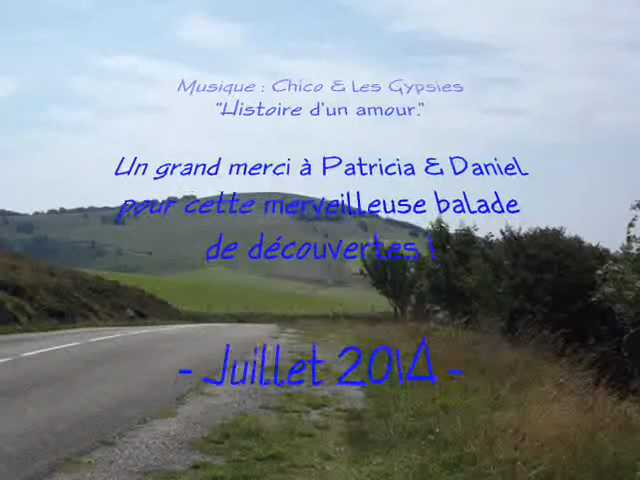 Musique : Chico & les Gypsies
"Histoire d'un amour."
Un grand merci à Patricia & Daniel
pour cette merveilleuse balade
de découvertes !
- Juillet 2014 -